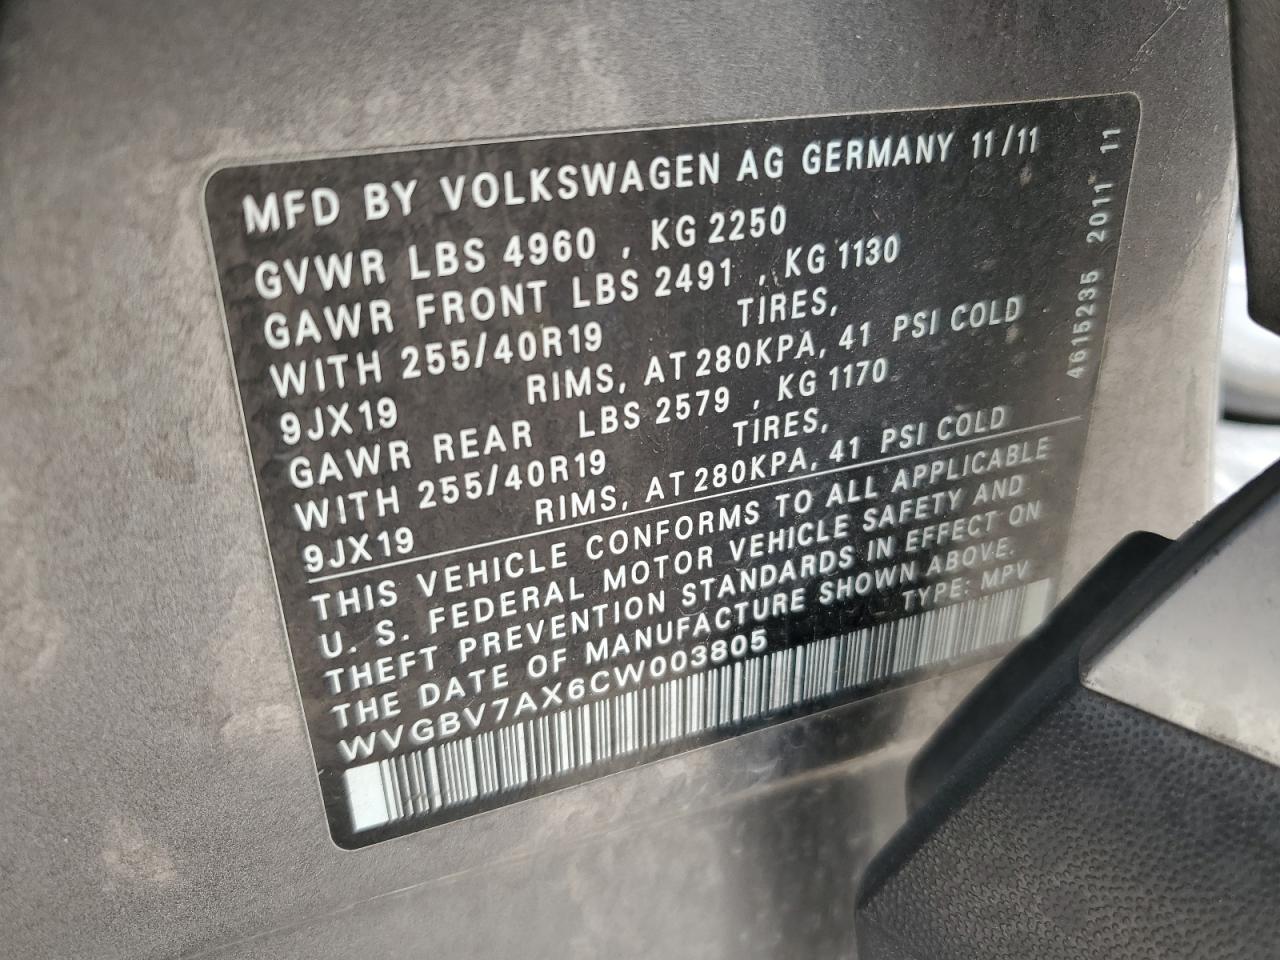 MFD BY VOLKSWAGEN AG GERMANY 11/11
GVWR LBS 4960 , KG 2250
GAWR FRONT LBS 2491 , KG 1130
WITH 255/40R19 TIRES,
9JX19 RIMS, AT 280KPA, 41 PSI COLD
GAWR REAR LBS 2579 , KG 1170
WITH 255/40R19 TIRES,
9JX19 RIMS, AT 280KPA, 41 PSI COLD
THIS VEHICLE CONFORMS TO ALL APPLICABLE
U. S. FEDERAL MOTOR VEHICLE SAFETY AND
THEFT PREVENTION STANDARDS IN EFFECT ON
THE DATE OF MANUFACTURE SHOWN ABOVE.
WVGBV7AX6CW003805 TYPE: MPV
4615235 2011 11